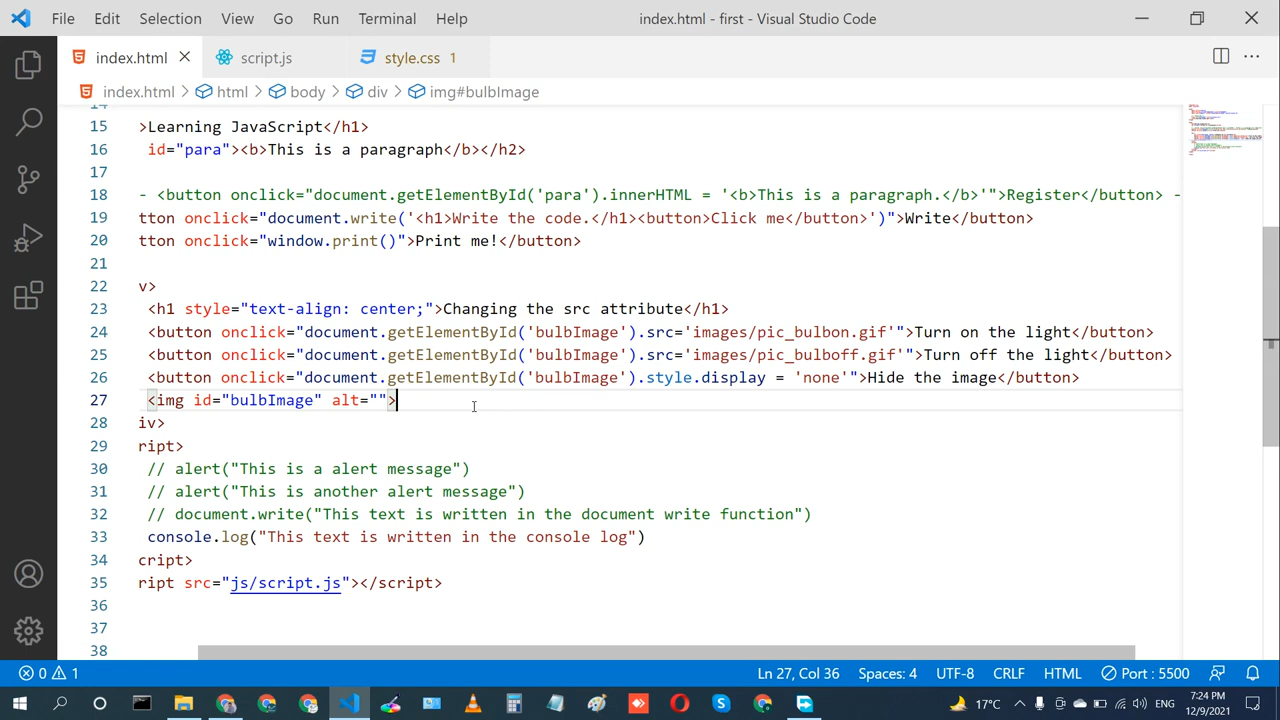 File Edit Selection View Go Run Terminal Help index.html - first - Visual Studio Code
index.html script.js style.css 1
index.html > html > body > div > img#bulbImage
14
15 >Learning JavaScript</h1>
16 id="para"><b>This is a paragraph</b></p>
17
18 - <button onclick="document.getElementById('para').innerHTML = '<b>This is a paragraph.</b>'">Register</button> -
19 tton onclick="document.write('<h1>Write the code.</h1><button>Click me</button>')">Write</button>
20 tton onclick="window.print()">Print me!</button>
21
22 v>
23 <h1 style="text-align: center;">Changing the src attribute</h1>
24 <button onclick="document.getElementById('bulbImage').src='images/pic_bulbon.gif'">Turn on the light</button>
25 <button onclick="document.getElementById('bulbImage').src='images/pic_bulboff.gif'">Turn off the light</button>
26 <button onclick="document.getElementById('bulbImage').style.display = 'none'">Hide the image</button>
27 <img id="bulbImage" alt="">
28 iv>
29 ript>
30 // alert("This is a alert message")
31 // alert("This is another alert message")
32 // document.write("This text is written in the document write function")
33 console.log("This text is written in the console log")
34 cript>
35 ript src="js/script.js"></script>
36
37
38
0 1 Ln 27, Col 36 Spaces: 4 UTF-8 CRLF HTML Port : 5500
17°C ENG 7:24 PM
12/9/2021